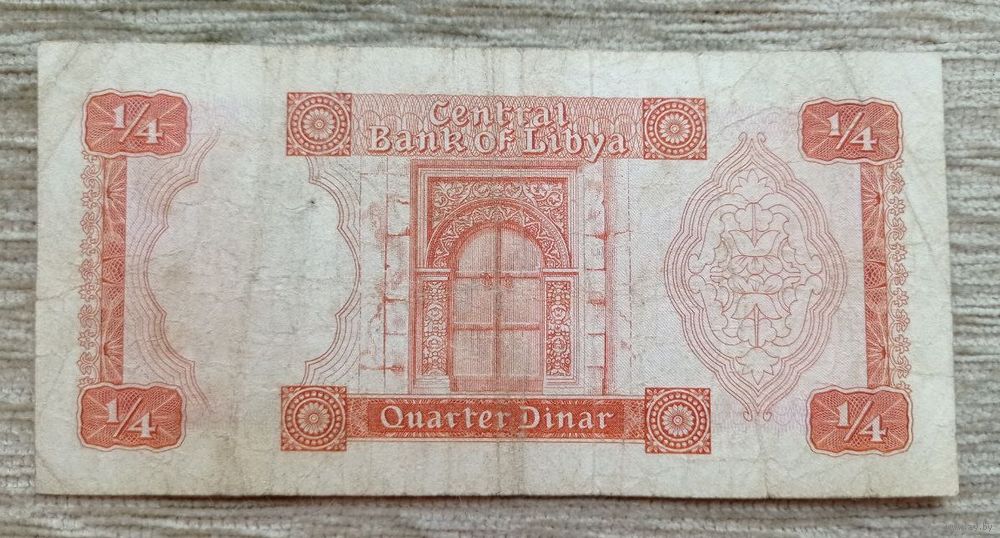 1/4
Central
Bank of Libya
1/4
1/4
Quarter Dinar
1/4